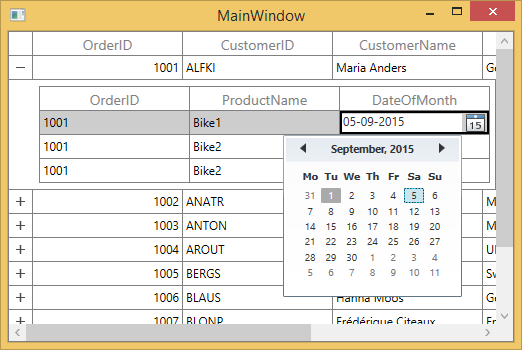 MainWindow
OrderID CustomerID CustomerName
1001 ALFKI Maria Anders
OrderID ProductName DateOfMonth
1001 Bike1 05-09-2015 15
1001 Bike2
1001 Bike2
September, 2015
Mo Tu We Th Fr Sa Su
31 1 2 3 4 5 6
7 8 9 10 11 12 13
14 15 16 17 18 19 20
21 22 23 24 25 26 27
28 29 30 1 2 3 4
5 6 7 8 9 10 11
1002 ANATR
1003 ANTON
1004 AROUT
1005 BERGS
1006 BLAUS Hanna Moos
1007 BLONP Frédérique Citeaux